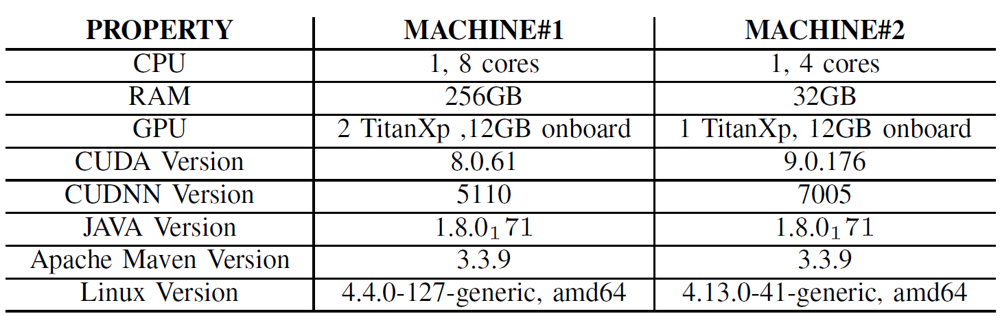 PROPERTY MACHINE#1 MACHINE#2
CPU 1, 8 cores 1, 4 cores
RAM 256GB 32GB
GPU 2 TitanXp ,12GB onboard 1 TitanXp, 12GB onboard
CUDA Version 8.0.61 9.0.176
CUDNN Version 5110 7005
JAVA Version 1.8.0₁71 1.8.0₁71
Apache Maven Version 3.3.9 3.3.9
Linux Version 4.4.0-127-generic, amd64 4.13.0-41-generic, amd64